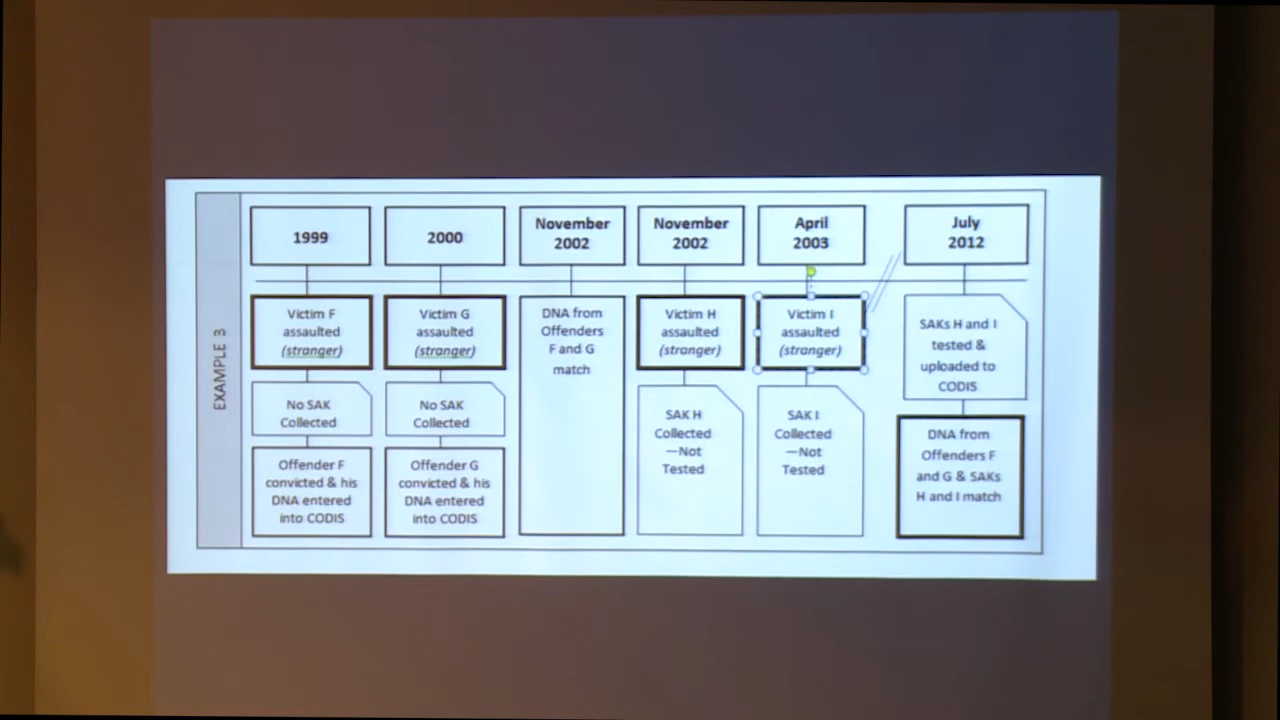 EXAMPLE 3
1999
Victim F
assaulted
(stranger)
No SAK
Collected
Offender F
convicted & his
DNA entered
into CODIS
2000
Victim G
assaulted
(stranger)
No SAK
Collected
Offender G
convicted & his
DNA entered
into CODIS
November
2002
DNA from
Offenders
F and G
match
November
2002
Victim H
assaulted
(stranger)
SAK H
Collected
—Not
Tested
April
2003
Victim I
assaulted
(stranger)
SAK I
Collected
—Not
Tested
July
2012
SAKs H and I
tested &
uploaded to
CODIS
DNA from
Offenders F
and G & SAKs
H and I match